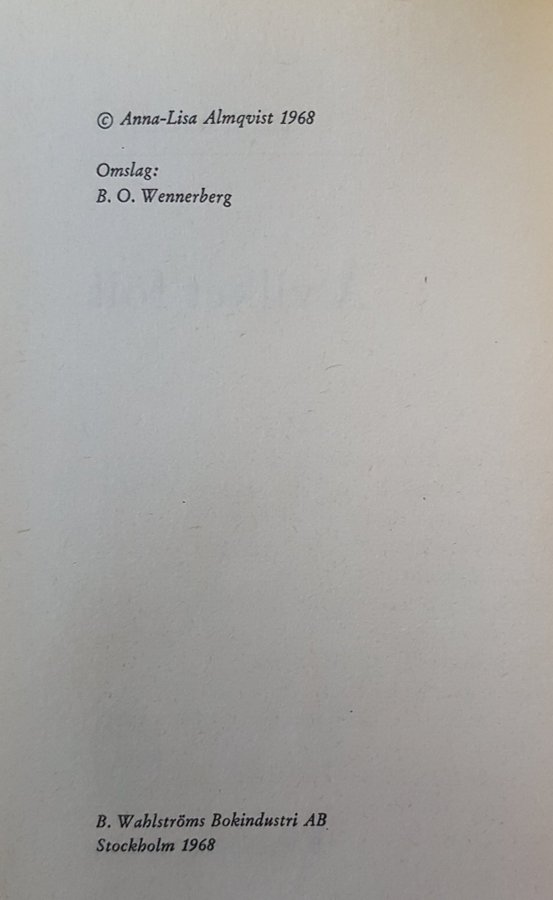 © Anna-Lisa Almqvist 1968
Omslag:
B. O. Wennerberg
B. Wahlströms Bokindustri AB
Stockholm 1968